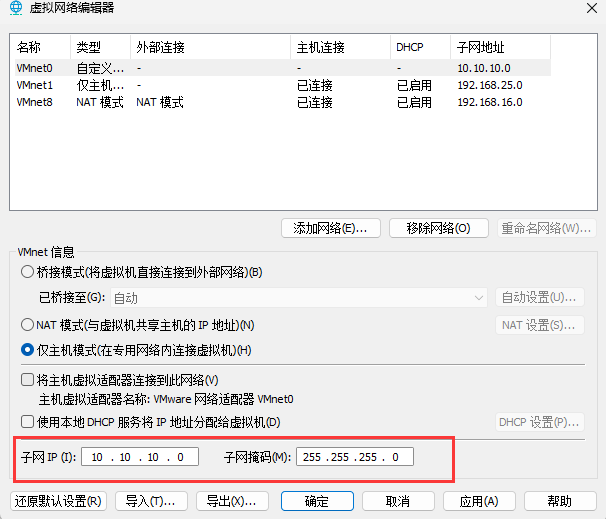 虚拟网络编辑器
名称 类型 外部连接 主机连接 DHCP 子网地址
VMnet0 自定义... - - - 10.10.10.0
VMnet1 仅主机... - 已连接 已启用 192.168.25.0
VMnet8 NAT 模式 NAT 模式 已连接 已启用 192.168.16.0
添加网络(E)... 移除网络(O) 重命名网络(W)...
VMnet 信息
桥接模式(将虚拟机直接连接到外部网络)(B)
已桥接至(G): 自动 自动设置(U)...
NAT 模式(与虚拟机共享主机的 IP 地址)(N) NAT 设置(S)...
仅主机模式(在专用网络内连接虚拟机)(H)
将主机虚拟适配器连接到此网络(V)
主机虚拟适配器名称: VMware 网络适配器 VMnet0
使用本地 DHCP 服务将 IP 地址分配给虚拟机(D) DHCP 设置(P)...
子网 IP (I): 10 . 10 . 10 . 0 子网掩码(M): 255 .255 .255 . 0
还原默认设置(R) 导入(T)... 导出(X)... 确定 取消 应用(A) 帮助